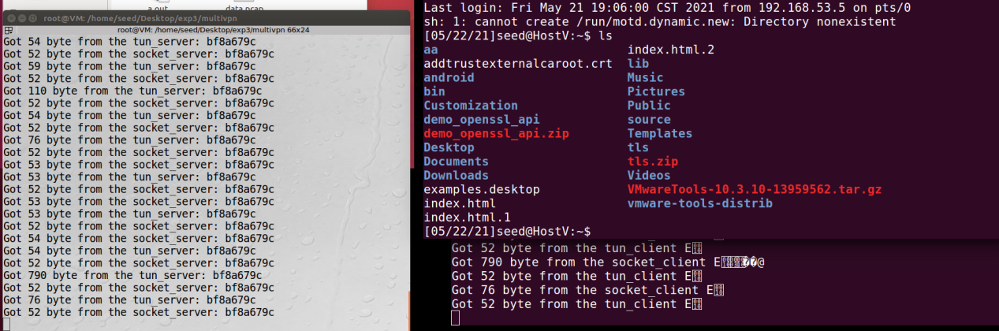 a.out
data.pcap
root@VM: /home/seed/Desktop/exp3/multivpn
root@VM: /home/seed/Desktop/exp3/multivpn 66x24
Got 54 byte from the tun_server: bf8a679c
Got 52 byte from the socket_server: bf8a679c
Got 59 byte from the tun_server: bf8a679c
Got 52 byte from the socket_server: bf8a679c
Got 110 byte from the tun_server: bf8a679c
Got 52 byte from the socket_server: bf8a679c
Got 54 byte from the tun_server: bf8a679c
Got 52 byte from the socket_server: bf8a679c
Got 76 byte from the tun_server: bf8a679c
Got 52 byte from the socket_server: bf8a679c
Got 53 byte from the socket_server: bf8a679c
Got 53 byte from the tun_server: bf8a679c
Got 52 byte from the socket_server: bf8a679c
Got 53 byte from the socket_server: bf8a679c
Got 53 byte from the tun_server: bf8a679c
Got 52 byte from the socket_server: bf8a679c
Got 54 byte from the socket_server: bf8a679c
Got 54 byte from the tun_server: bf8a679c
Got 52 byte from the socket_server: bf8a679c
Got 790 byte from the tun_server: bf8a679c
Got 52 byte from the socket_server: bf8a679c
Got 76 byte from the tun_server: bf8a679c
Got 52 byte from the socket_server: bf8a679c
Last login: Fri May 21 19:06:00 CST 2021 from 192.168.53.5 on pts/0
sh: 1: cannot create /run/motd.dynamic.new: Directory nonexistent
[05/22/21]seed@HostV:~$ ls
aa index.html.2
addtrustexternalcaroot.crt lib
android Music
bin Pictures
Customization Public
demo_openssl_api source
demo_openssl_api.zip Templates
Desktop tls
Documents tls.zip
Downloads Videos
examples.desktop VMwareTools-10.3.10-13959562.tar.gz
index.html vmware-tools-distrib
index.html.1
[05/22/21]seed@HostV:~$
Got 52 byte from the tun_client E
Got 790 byte from the socket_client E��@
Got 52 byte from the tun_client E
Got 76 byte from the socket_client E
Got 52 byte from the tun_client E